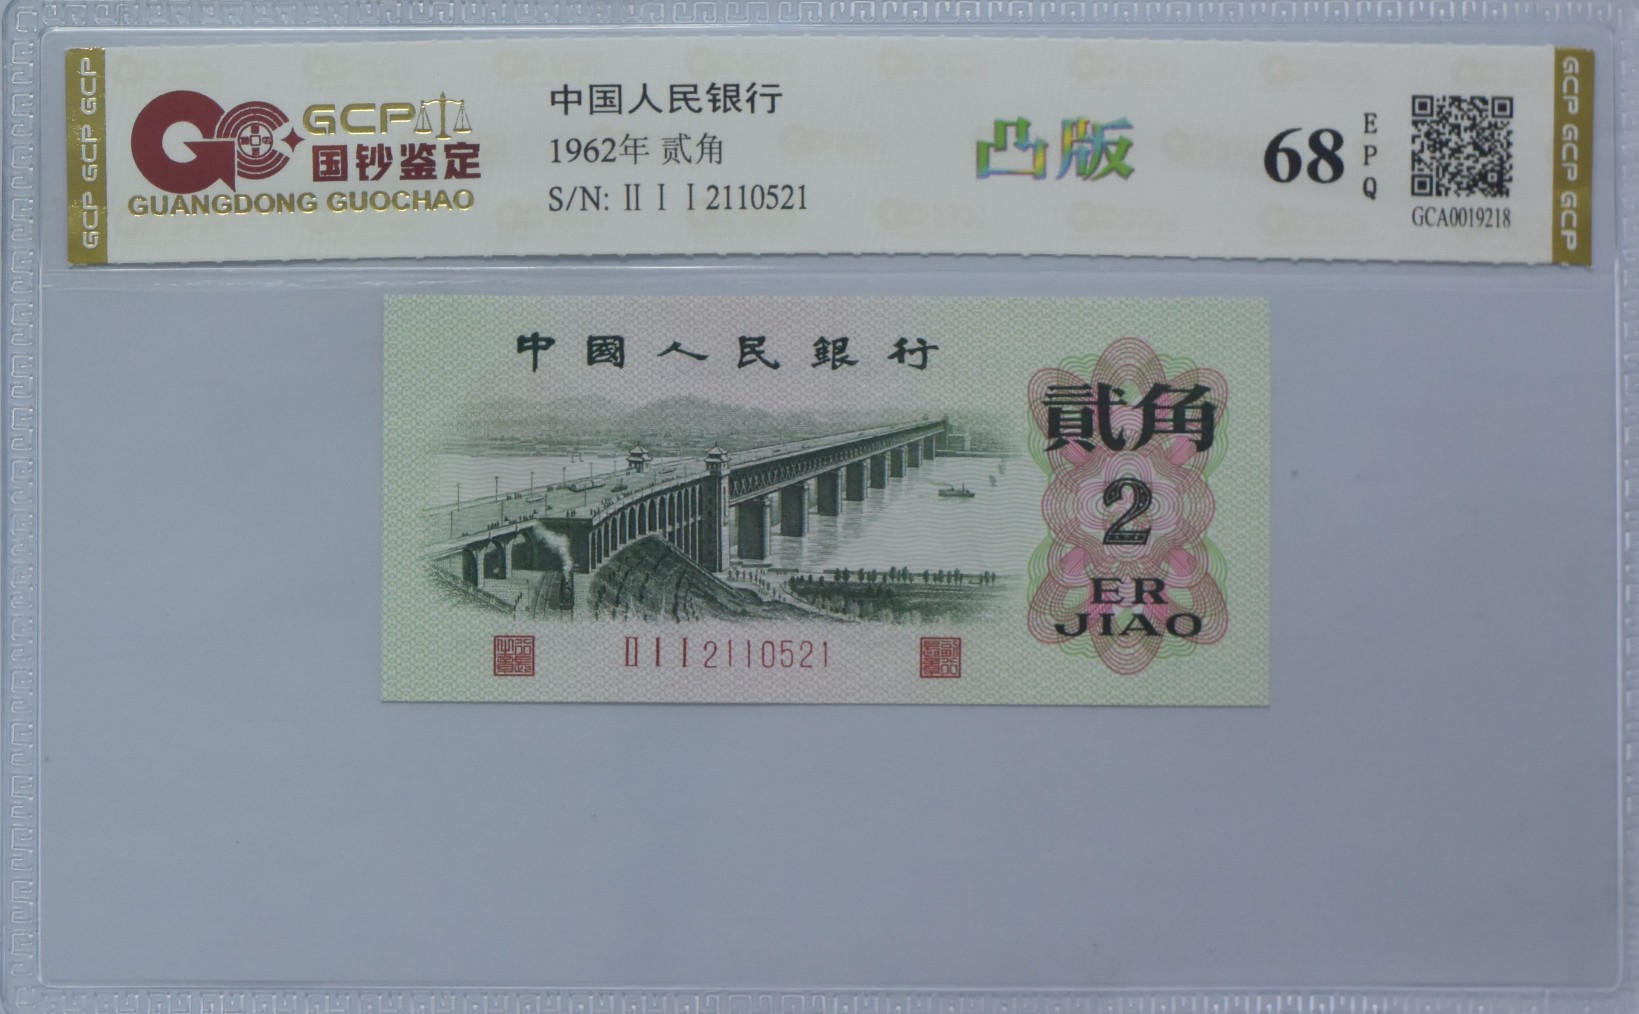 GCP GCP GCP
GCP
国钞鉴定
GUANGDONG GUOCHAO
中国人民银行
1962年 贰角
S/N: Ⅱ Ⅰ Ⅰ 2110521
凸版
68
EPQ
GCA0019218
GCP GCP GCP
中國人民銀行
貳角
2
ER
JIAO
Ⅱ Ⅰ Ⅰ 2110521